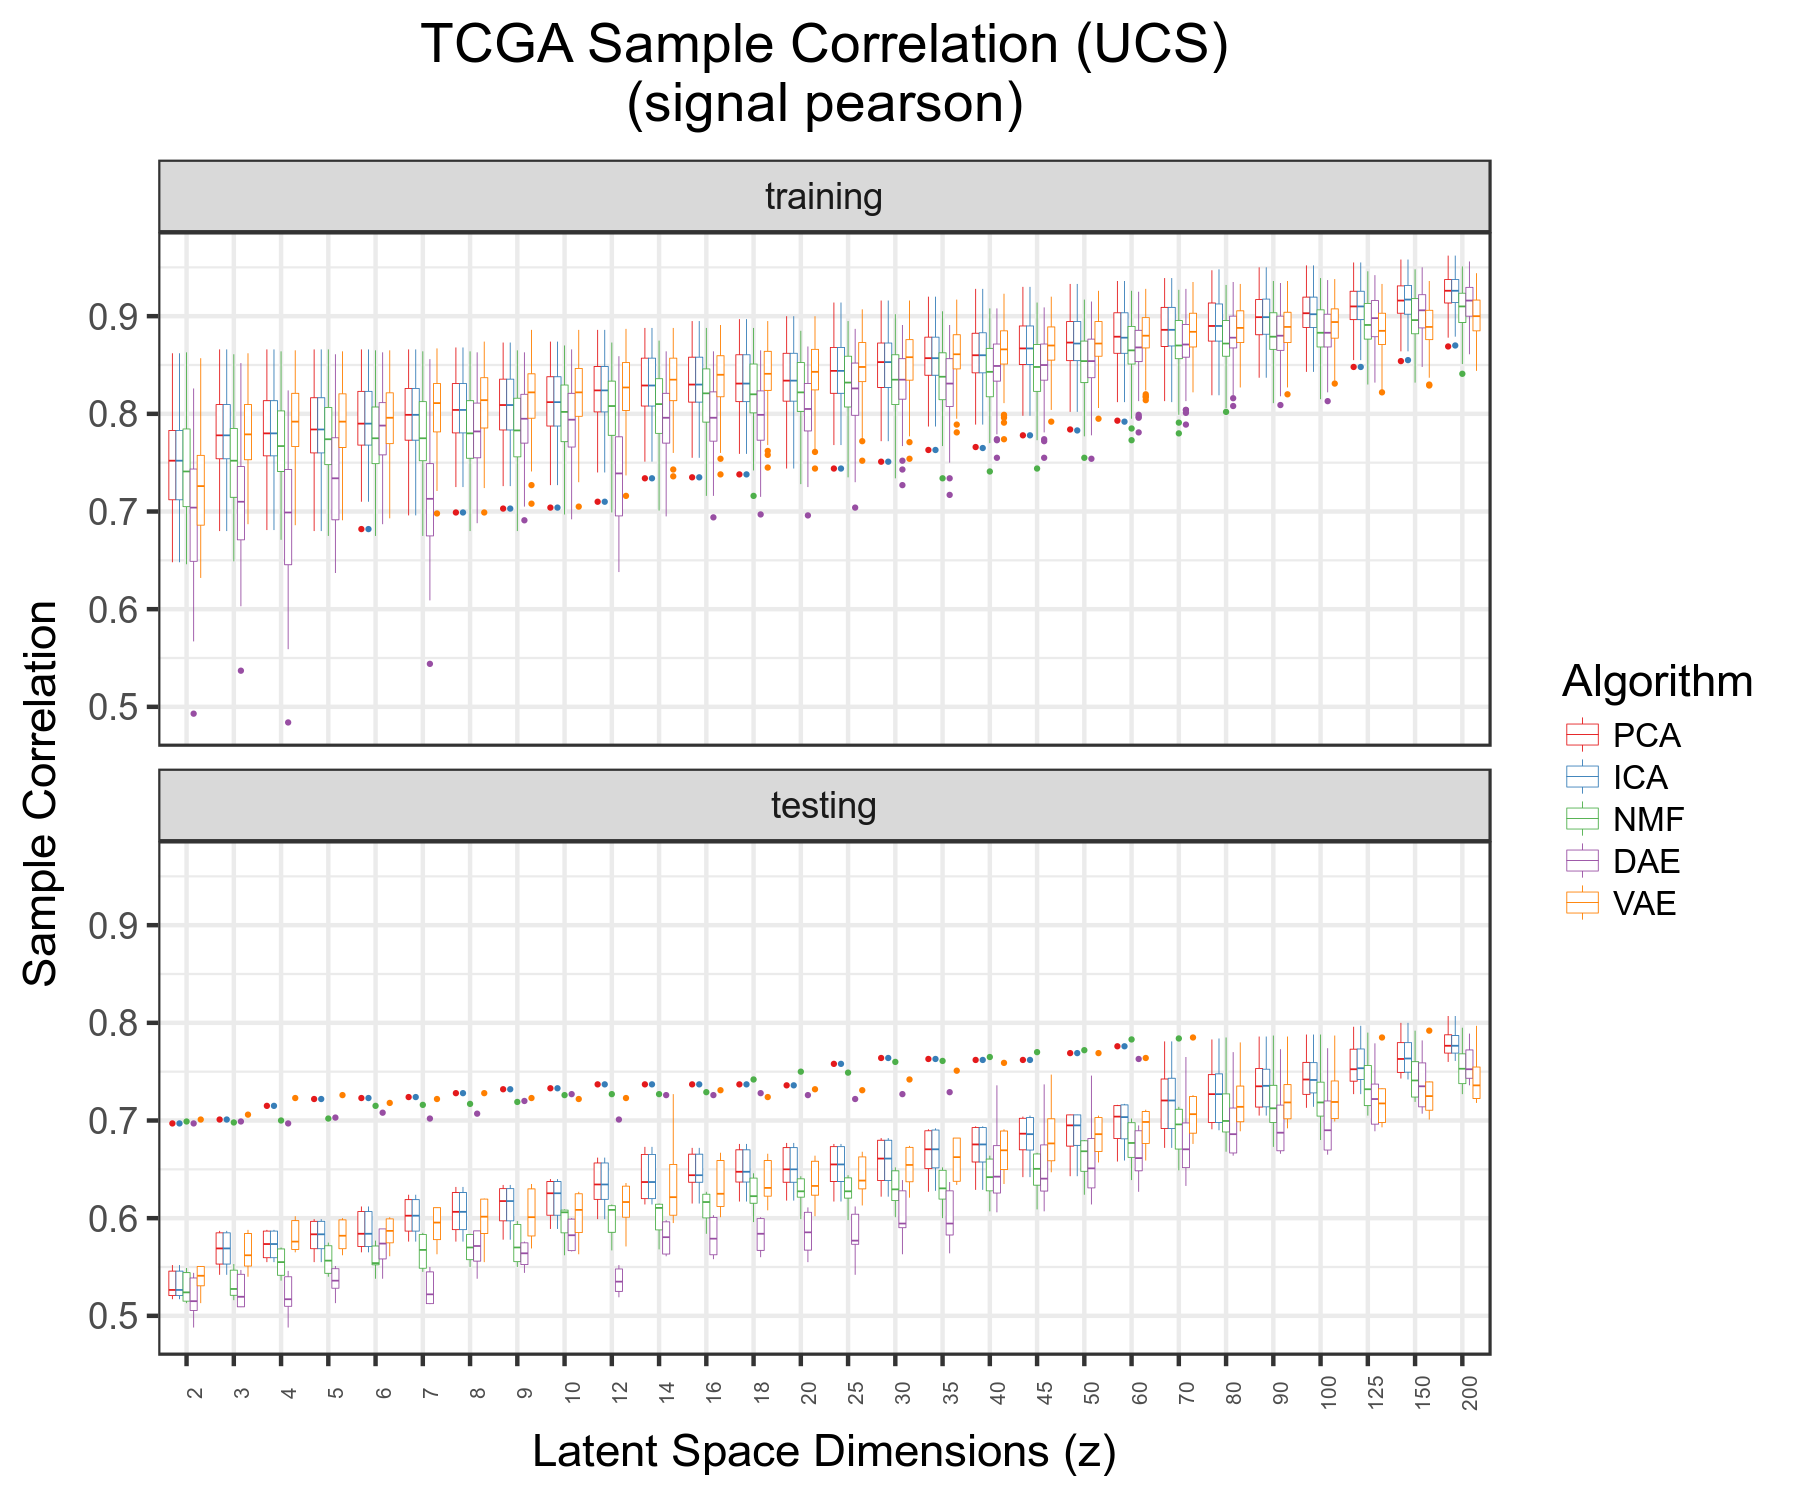 TCGA Sample Correlation (UCS)
(signal pearson)
training
0.9
0.8
0.7
0.6
0.5
testing
0.9
0.8
0.7
0.6
0.5
Sample Correlation
2 3 4 5 6 7 8 9 10 12 14 16 18 20 25 30 35 40 45 50 60 70 80 90 100 125 150 200
Latent Space Dimensions (z)
Algorithm
PCA
ICA
NMF
DAE
VAE